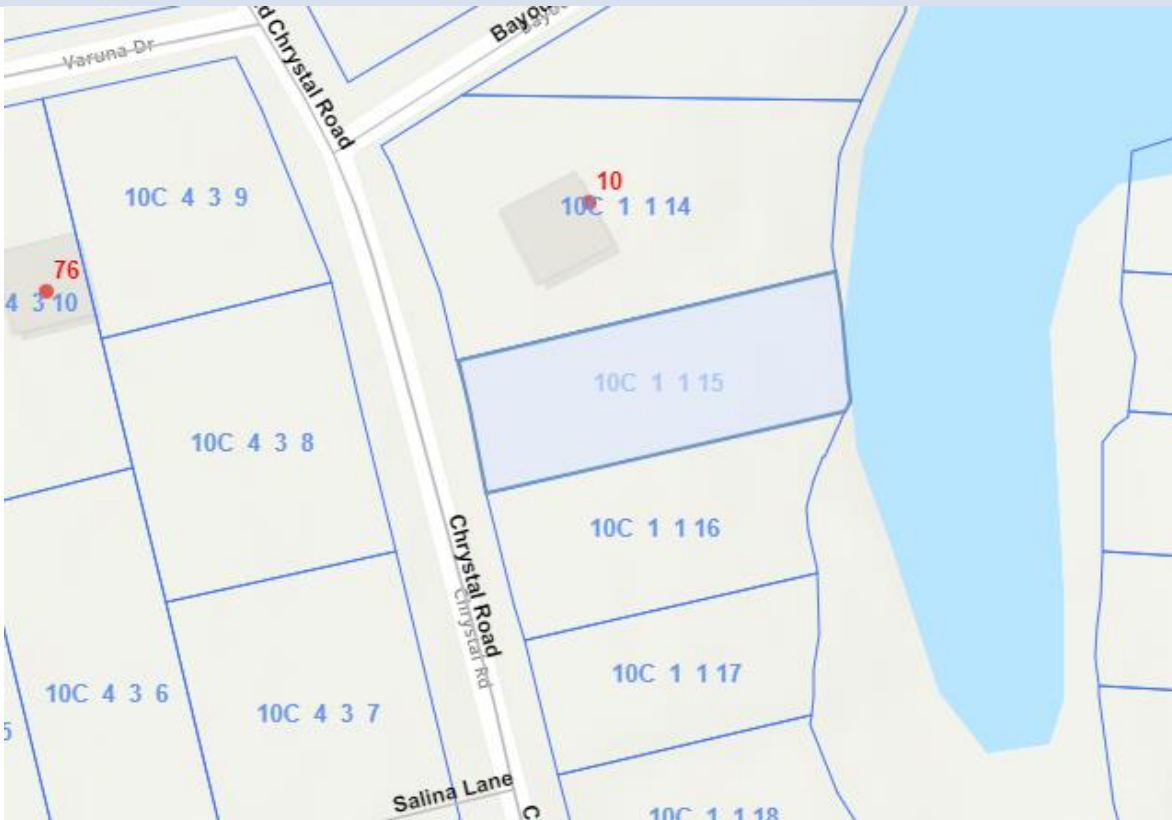 d Chrystal Road
Bayou
Bayou
Varuna Dr
10C 4 3 9
10
10C 1 1 14
76
4 3 10
10C 1 1 15
10C 4 3 8
10C 1 1 16
Chrystal Road
Chrystal Rd
10C 1 1 17
10C 4 3 6
10C 4 3 7
5
Salina Lane
C
10C 1 1 18